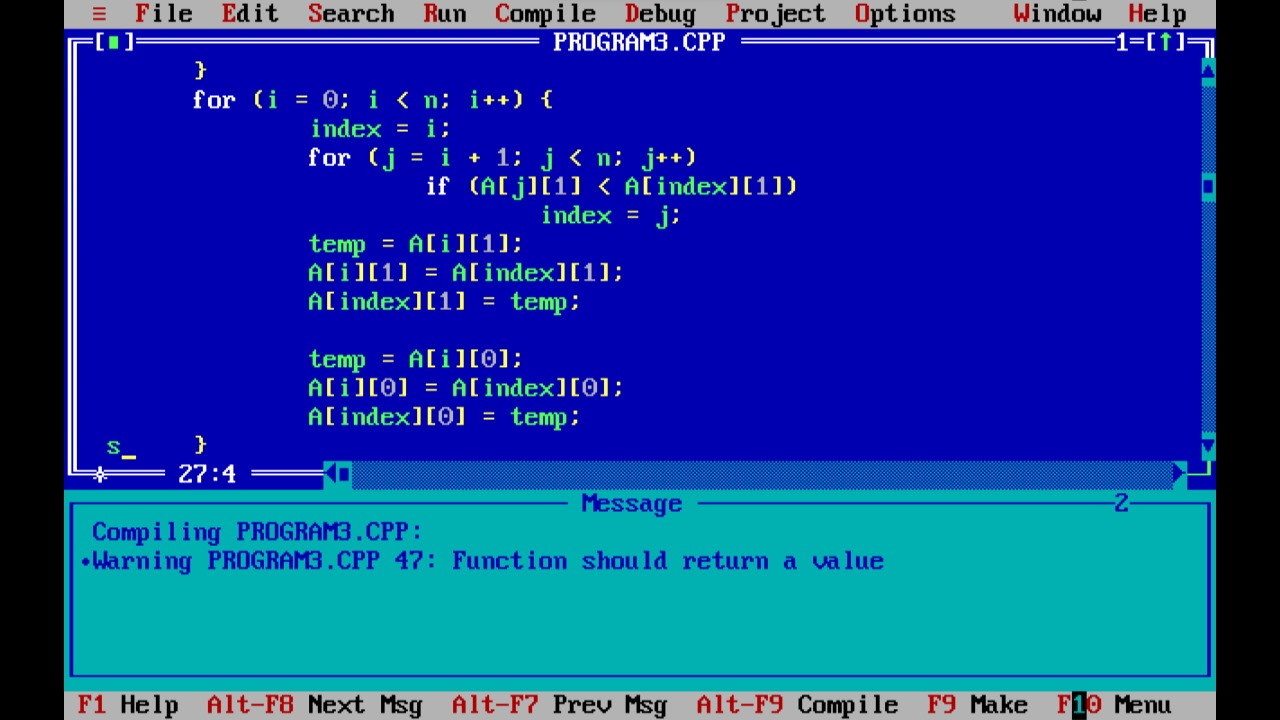 ≡ File Edit Search Run Compile Debug Project Options Window Help
[■] PROGRAM3.CPP 1=[↑]
}
for (i = 0; i < n; i++) {
index = i;
for (j = i + 1; j < n; j++)
if (A[j][1] < A[index][1])
index = j;
temp = A[i][1];
A[i][1] = A[index][1];
A[index][1] = temp;
temp = A[i][0];
A[i][0] = A[index][0];
A[index][0] = temp;
s_ }
27:4
Message 2
Compiling PROGRAM3.CPP:
•Warning PROGRAM3.CPP 47: Function should return a value
F1 Help Alt-F8 Next Msg Alt-F7 Prev Msg Alt-F9 Compile F9 Make F10 Menu